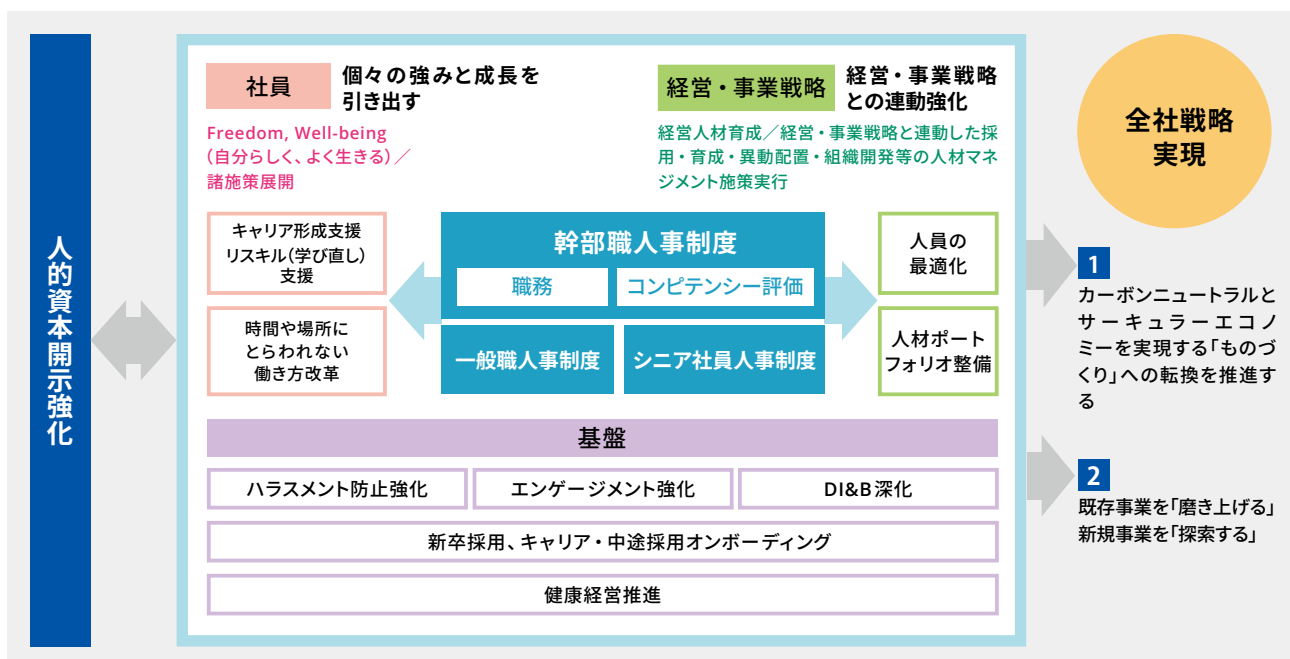 人的資本開示強化
社員
個々の強みと成長を
引き出す
Freedom, Well-being
（自分らしく、よく生きる）／
諸施策展開
経営・事業戦略
経営・事業戦略
との連動強化
経営人材育成／経営・事業戦略と連動した採
用・育成・異動配置・組織開発等の人材マネ
ジメント施策実行
キャリア形成支援
リスキル（学び直し）
支援
時間や場所に
とらわれない
働き方改革
幹部職人事制度
職務
コンピテンシー評価
一般職人事制度
シニア社員人事制度
人員の
最適化
人材ポート
フォリオ整備
基盤
ハラスメント防止強化
エンゲージメント強化
DI&B深化
新卒採用、キャリア・中途採用オンボーディング
健康経営推進
全社戦略
実現
1
カーボンニュートラルと
サーキュラーエコノ
ミーを実現する「ものづ
くり」への転換を推進す
る
2
既存事業を「磨き上げる」
新規事業を「探索する」